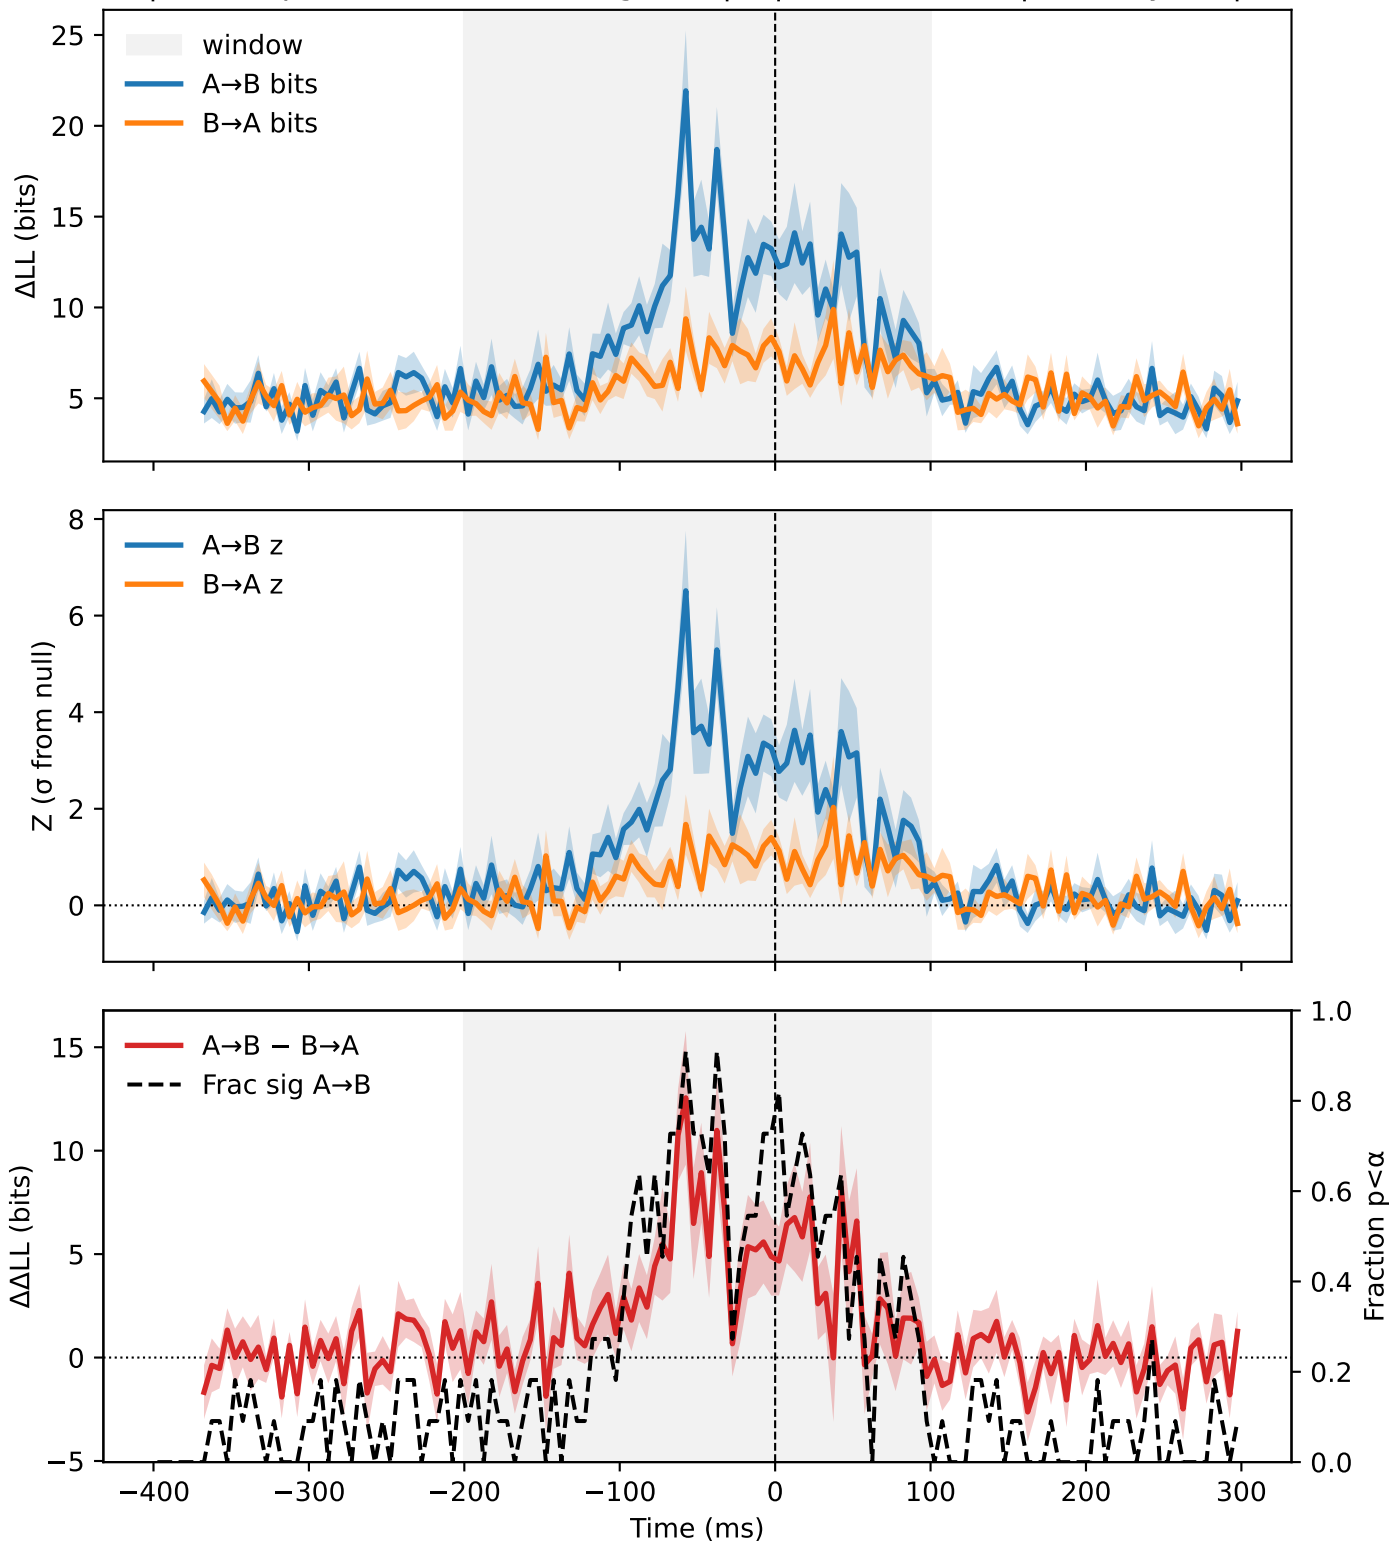 25
20
15
10
5
ΔLL (bits)
window
A→B bits
B→A bits
8
6
4
2
0
Z (σ from null)
A→B z
B→A z
15
10
5
0
−5
ΔΔLL (bits)
A→B − B→A
Frac sig A→B
1.0
0.8
0.6
0.4
0.2
0.0
Fraction p<α
−400
−300
−200
−100
0
100
200
300
Time (ms)